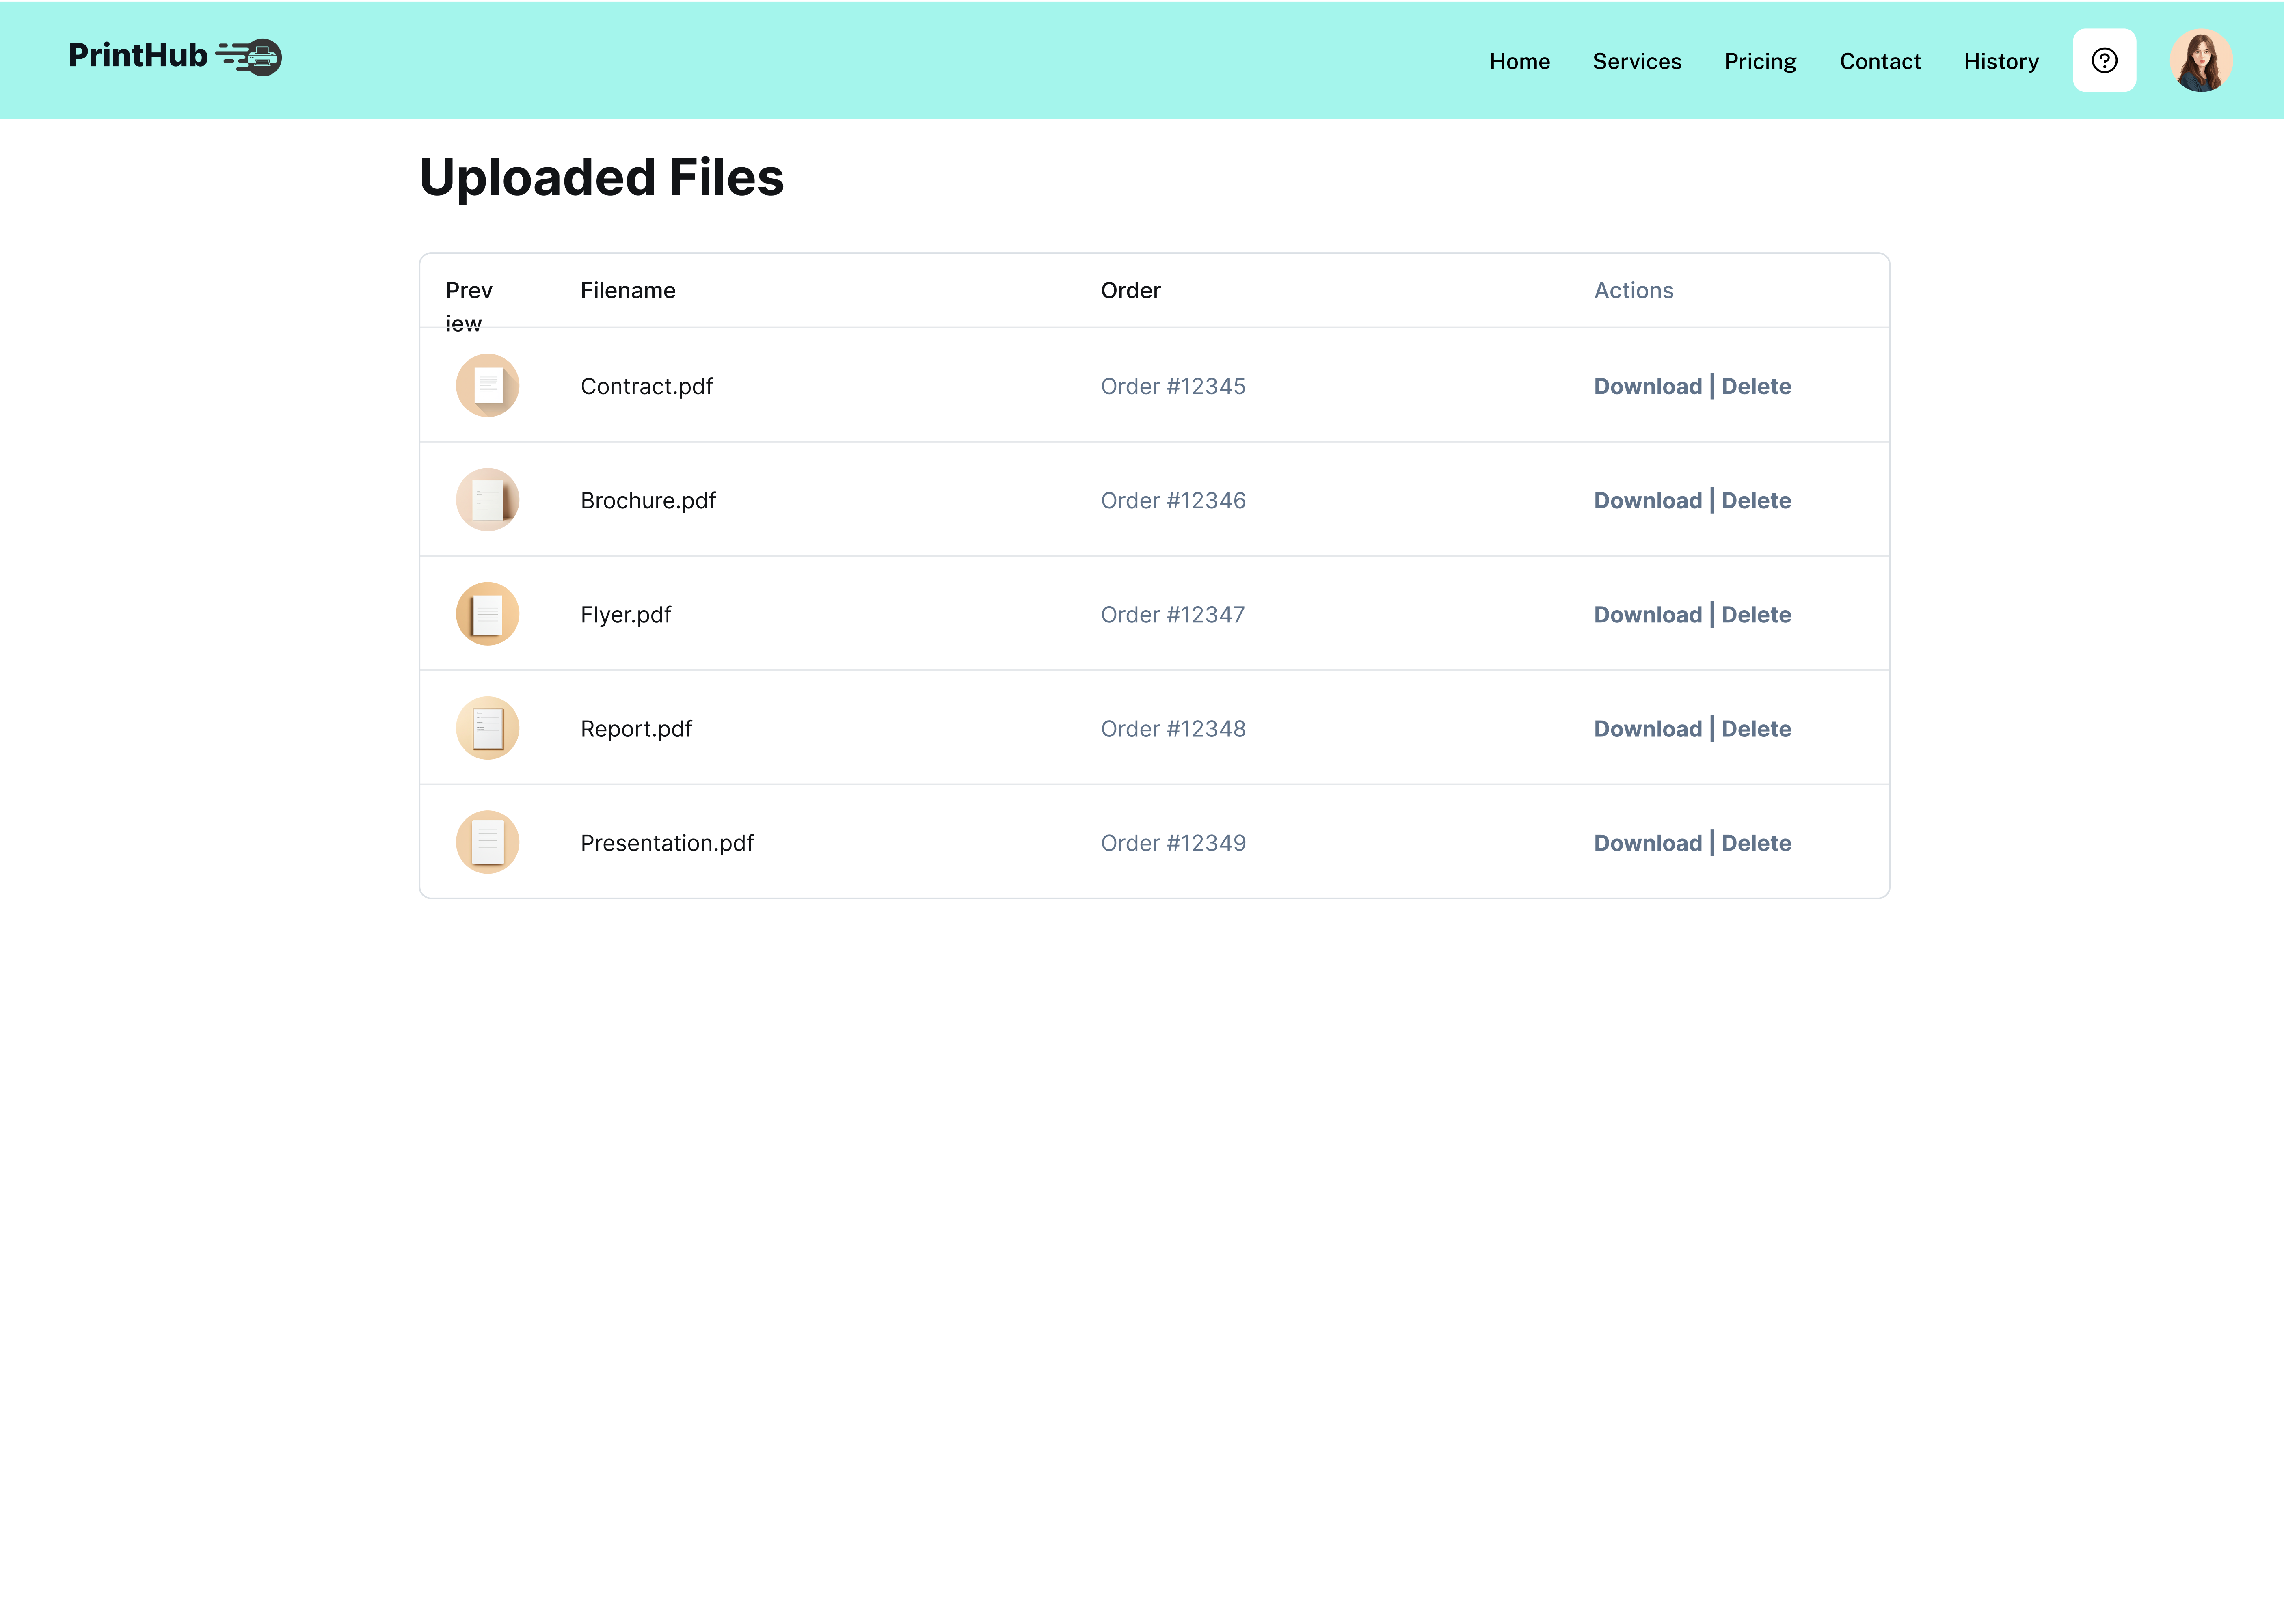 PrintHub
Home Services Pricing Contact History
Uploaded Files
Prev
iew
Filename Order Actions
Contract.pdf Order #12345 Download | Delete
Brochure.pdf Order #12346 Download | Delete
Flyer.pdf Order #12347 Download | Delete
Report.pdf Order #12348 Download | Delete
Presentation.pdf Order #12349 Download | Delete